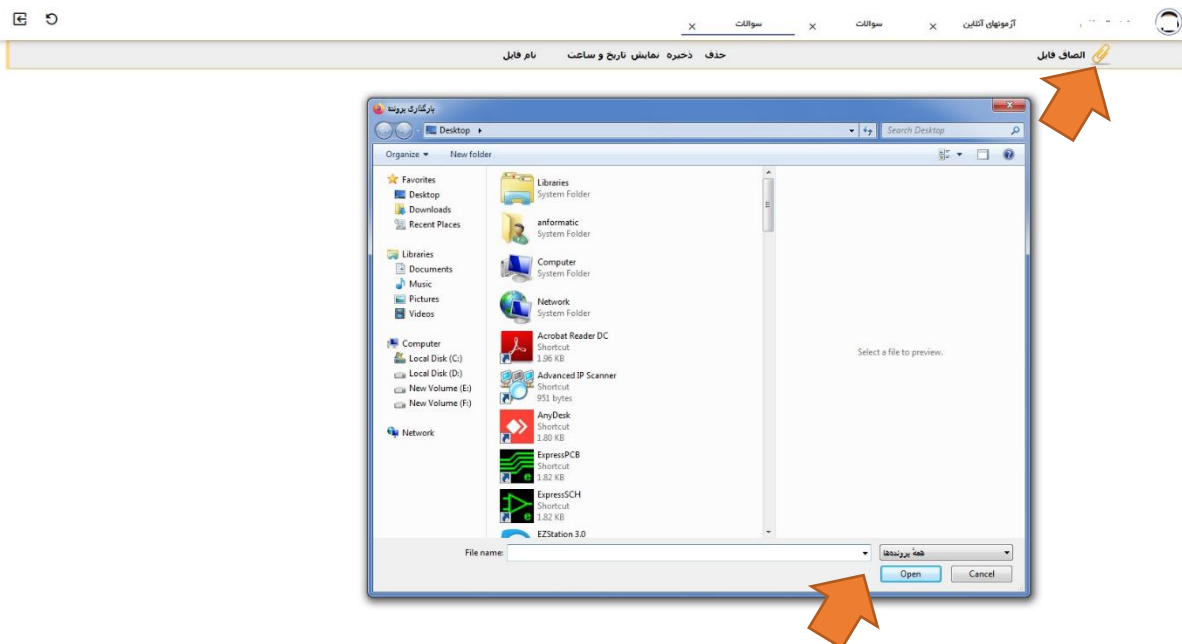 آزمونهای آنلاین × سوالات × سوالات ×
الصاق فایل
نام فایل تاریخ و ساعت نمایش ذخیره حذف
بارگذاری پرونده
Desktop
Search Desktop
Organize
New folder
Favorites
Desktop
Downloads
Recent Places
Libraries
Documents
Music
Pictures
Videos
Computer
Local Disk (C:)
Local Disk (D:)
New Volume (E:)
New Volume (F:)
Network
Libraries
System Folder
anformatic
System Folder
Computer
System Folder
Network
System Folder
Acrobat Reader DC
Shortcut
1.96 KB
Advanced IP Scanner
Shortcut
951 bytes
AnyDesk
Shortcut
1.80 KB
ExpressPCB
Shortcut
1.82 KB
ExpressSCH
Shortcut
1.82 KB
EZStation 3.0
Select a file to preview.
File name:
همهٔ پرونده‌ها
Open
Cancel